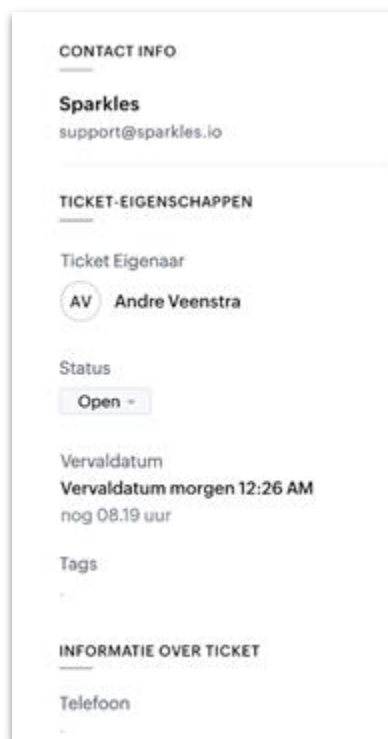 CONTACT INFO
Sparkles
support@sparkles.io
TICKET-EIGENSCHAPPEN
Ticket Eigenaar
AV Andre Veenstra
Status
Open
Vervaldatum
Vervaldatum morgen 12:26 AM
nog 08.19 uur
Tags
-
INFORMATIE OVER TICKET
Telefoon
-